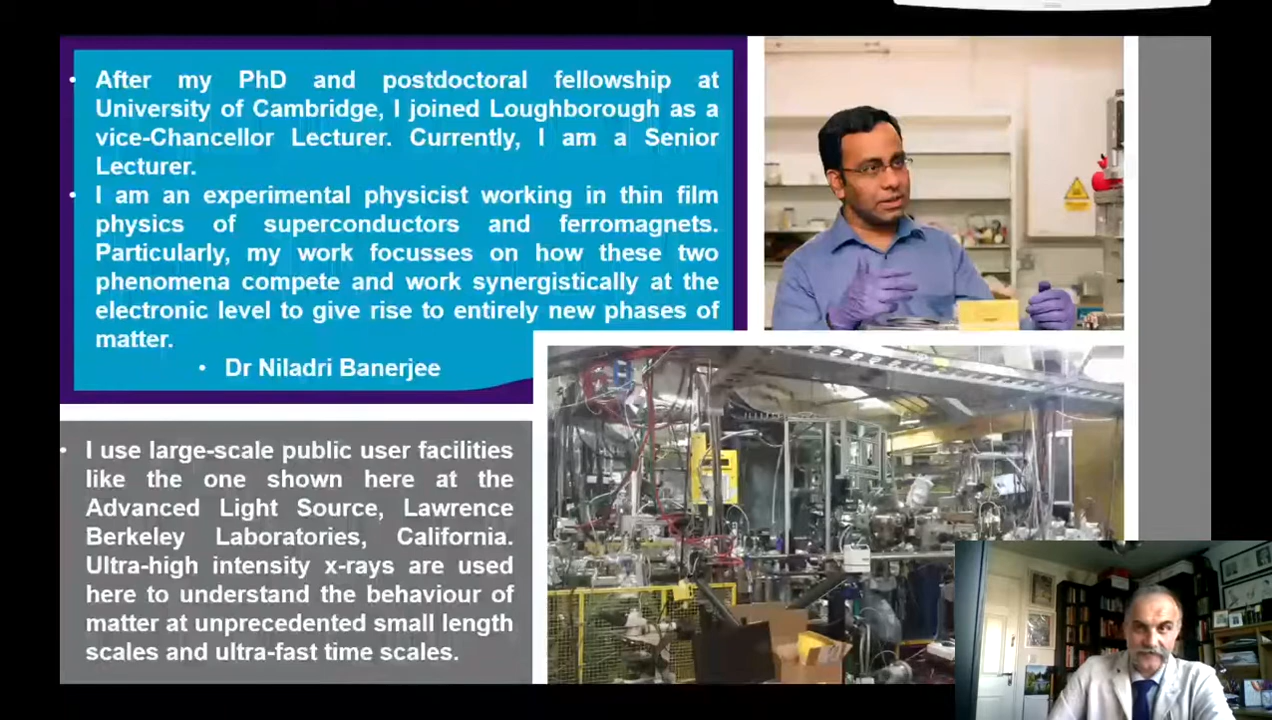 • After my PhD and postdoctoral fellowship at
University of Cambridge, I joined Loughborough as a
vice-Chancellor Lecturer. Currently, I am a Senior
Lecturer.
• I am an experimental physicist working in thin film
physics of superconductors and ferromagnets.
Particularly, my work focusses on how these two
phenomena compete and work synergistically at the
electronic level to give rise to entirely new phases of
matter.
• Dr Niladri Banerjee
• I use large-scale public user facilities
like the one shown here at the
Advanced Light Source, Lawrence
Berkeley Laboratories, California.
Ultra-high intensity x-rays are used
here to understand the behaviour of
matter at unprecedented small length
scales and ultra-fast time scales.